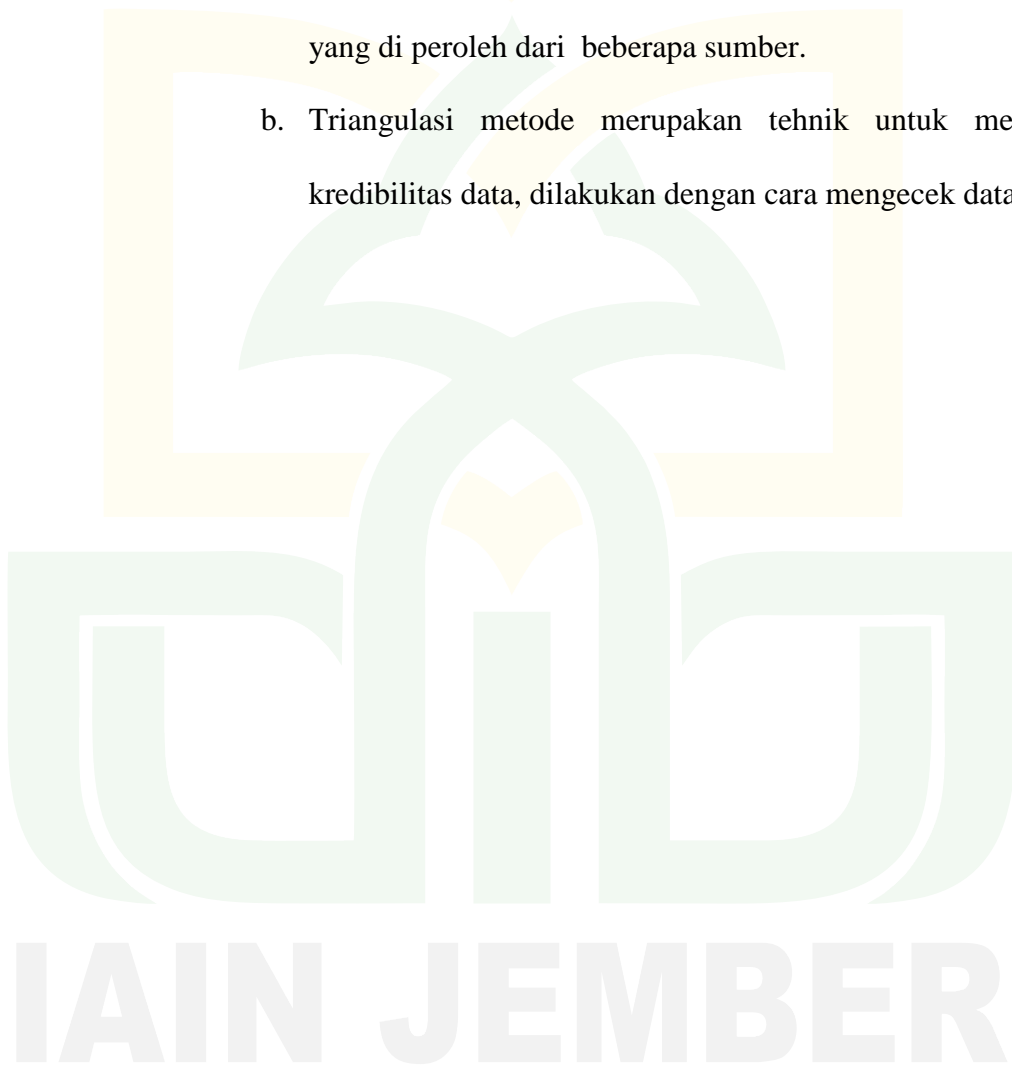 yang di peroleh dari beberapa sumber.
b. Triangulasi metode merupakan tehnik untuk me
kredibilitas data, dilakukan dengan cara mengecek data
IAIN JEMBER